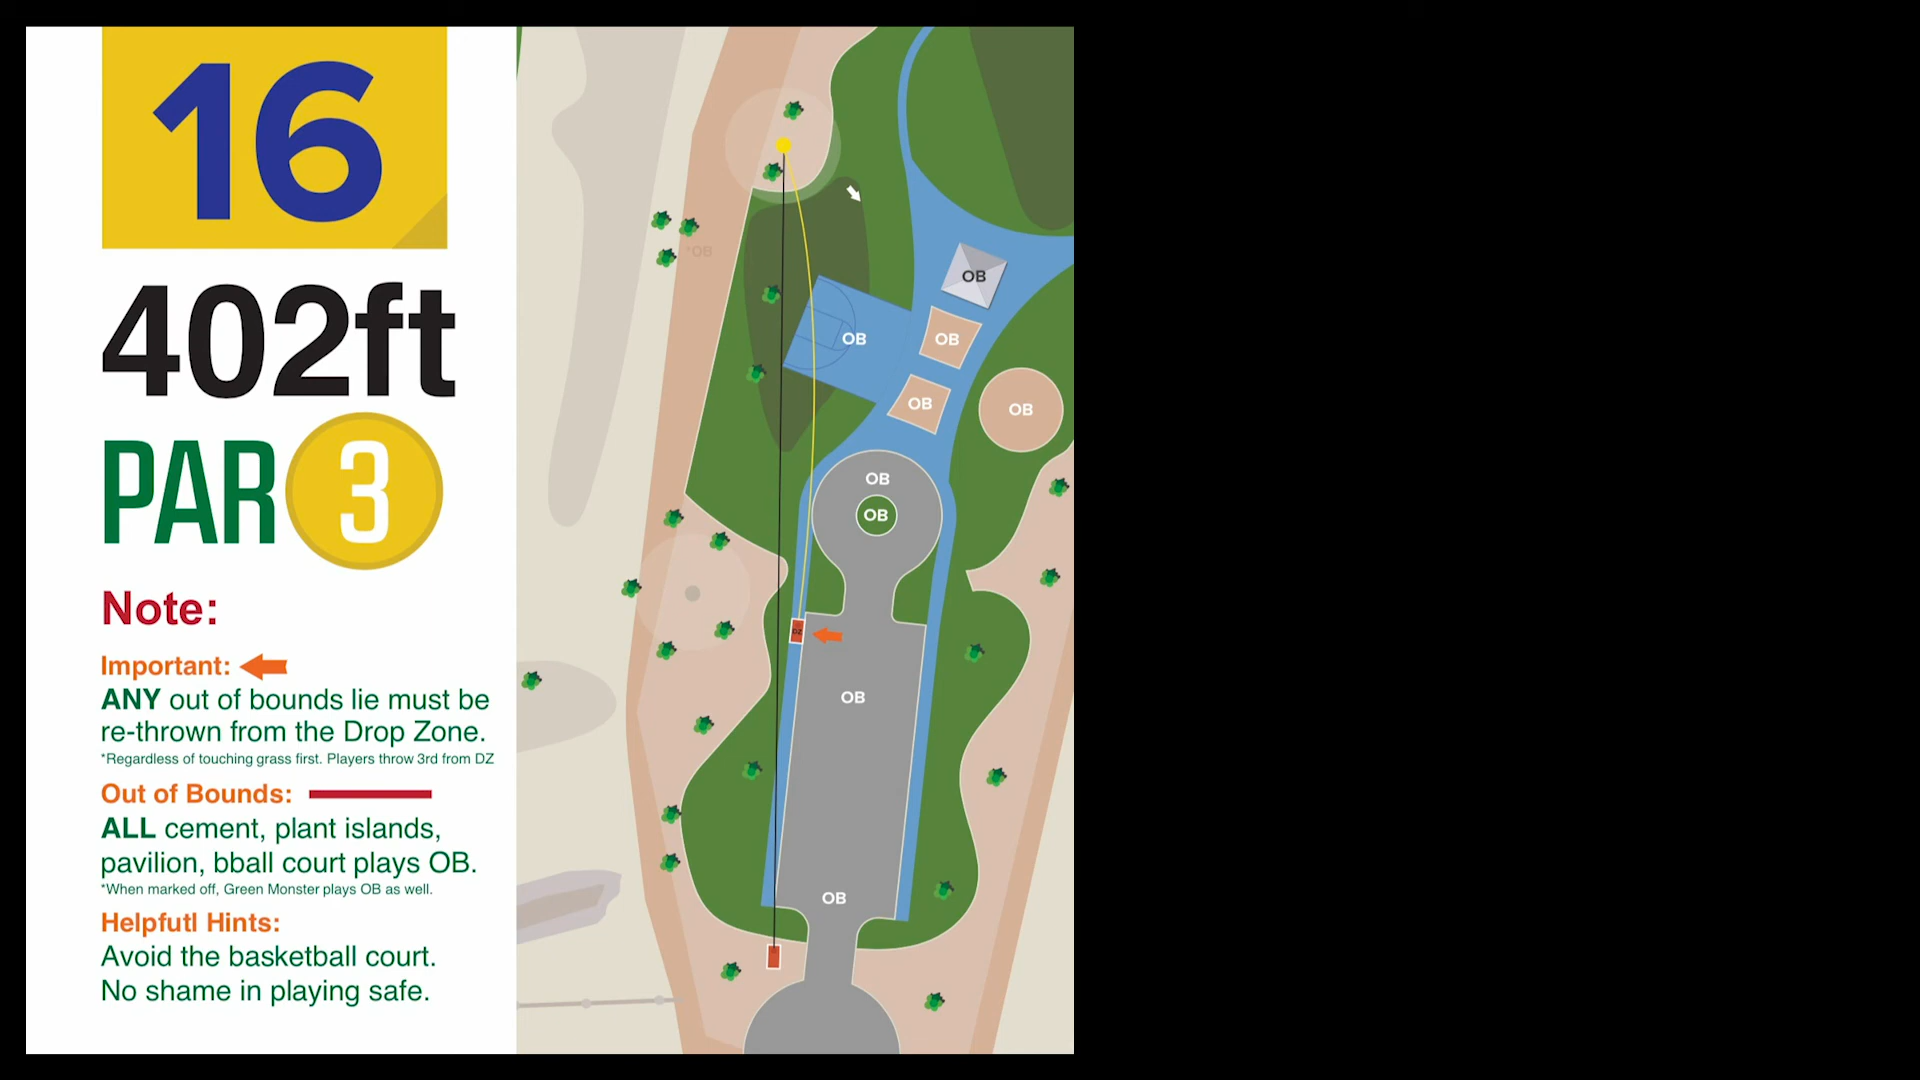 16
402ft
PAR 3
Note:
Important:
ANY out of bounds lie must be
re-thrown from the Drop Zone.
*Regardless of touching grass first. Players throw 3rd from DZ
Out of Bounds:
ALL cement, plant islands,
pavilion, bball court plays OB.
*When marked off, Green Monster plays OB as well.
Helpfutl Hints:
Avoid the basketball court.
No shame in playing safe.
*OB
OB
OB
OB
OB
OB
OB
OB
DZ
OB
OB